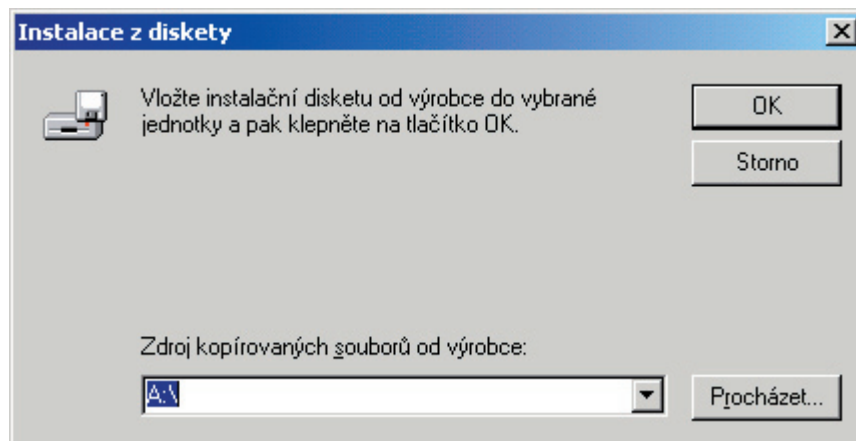 Instalace z diskety
Vložte instalační disketu od výrobce do vybrané
jednotky a pak klepněte na tlačítko OK.
OK
Storno
Zdroj kopírovaných souborů od výrobce:
A:\
Procházet...